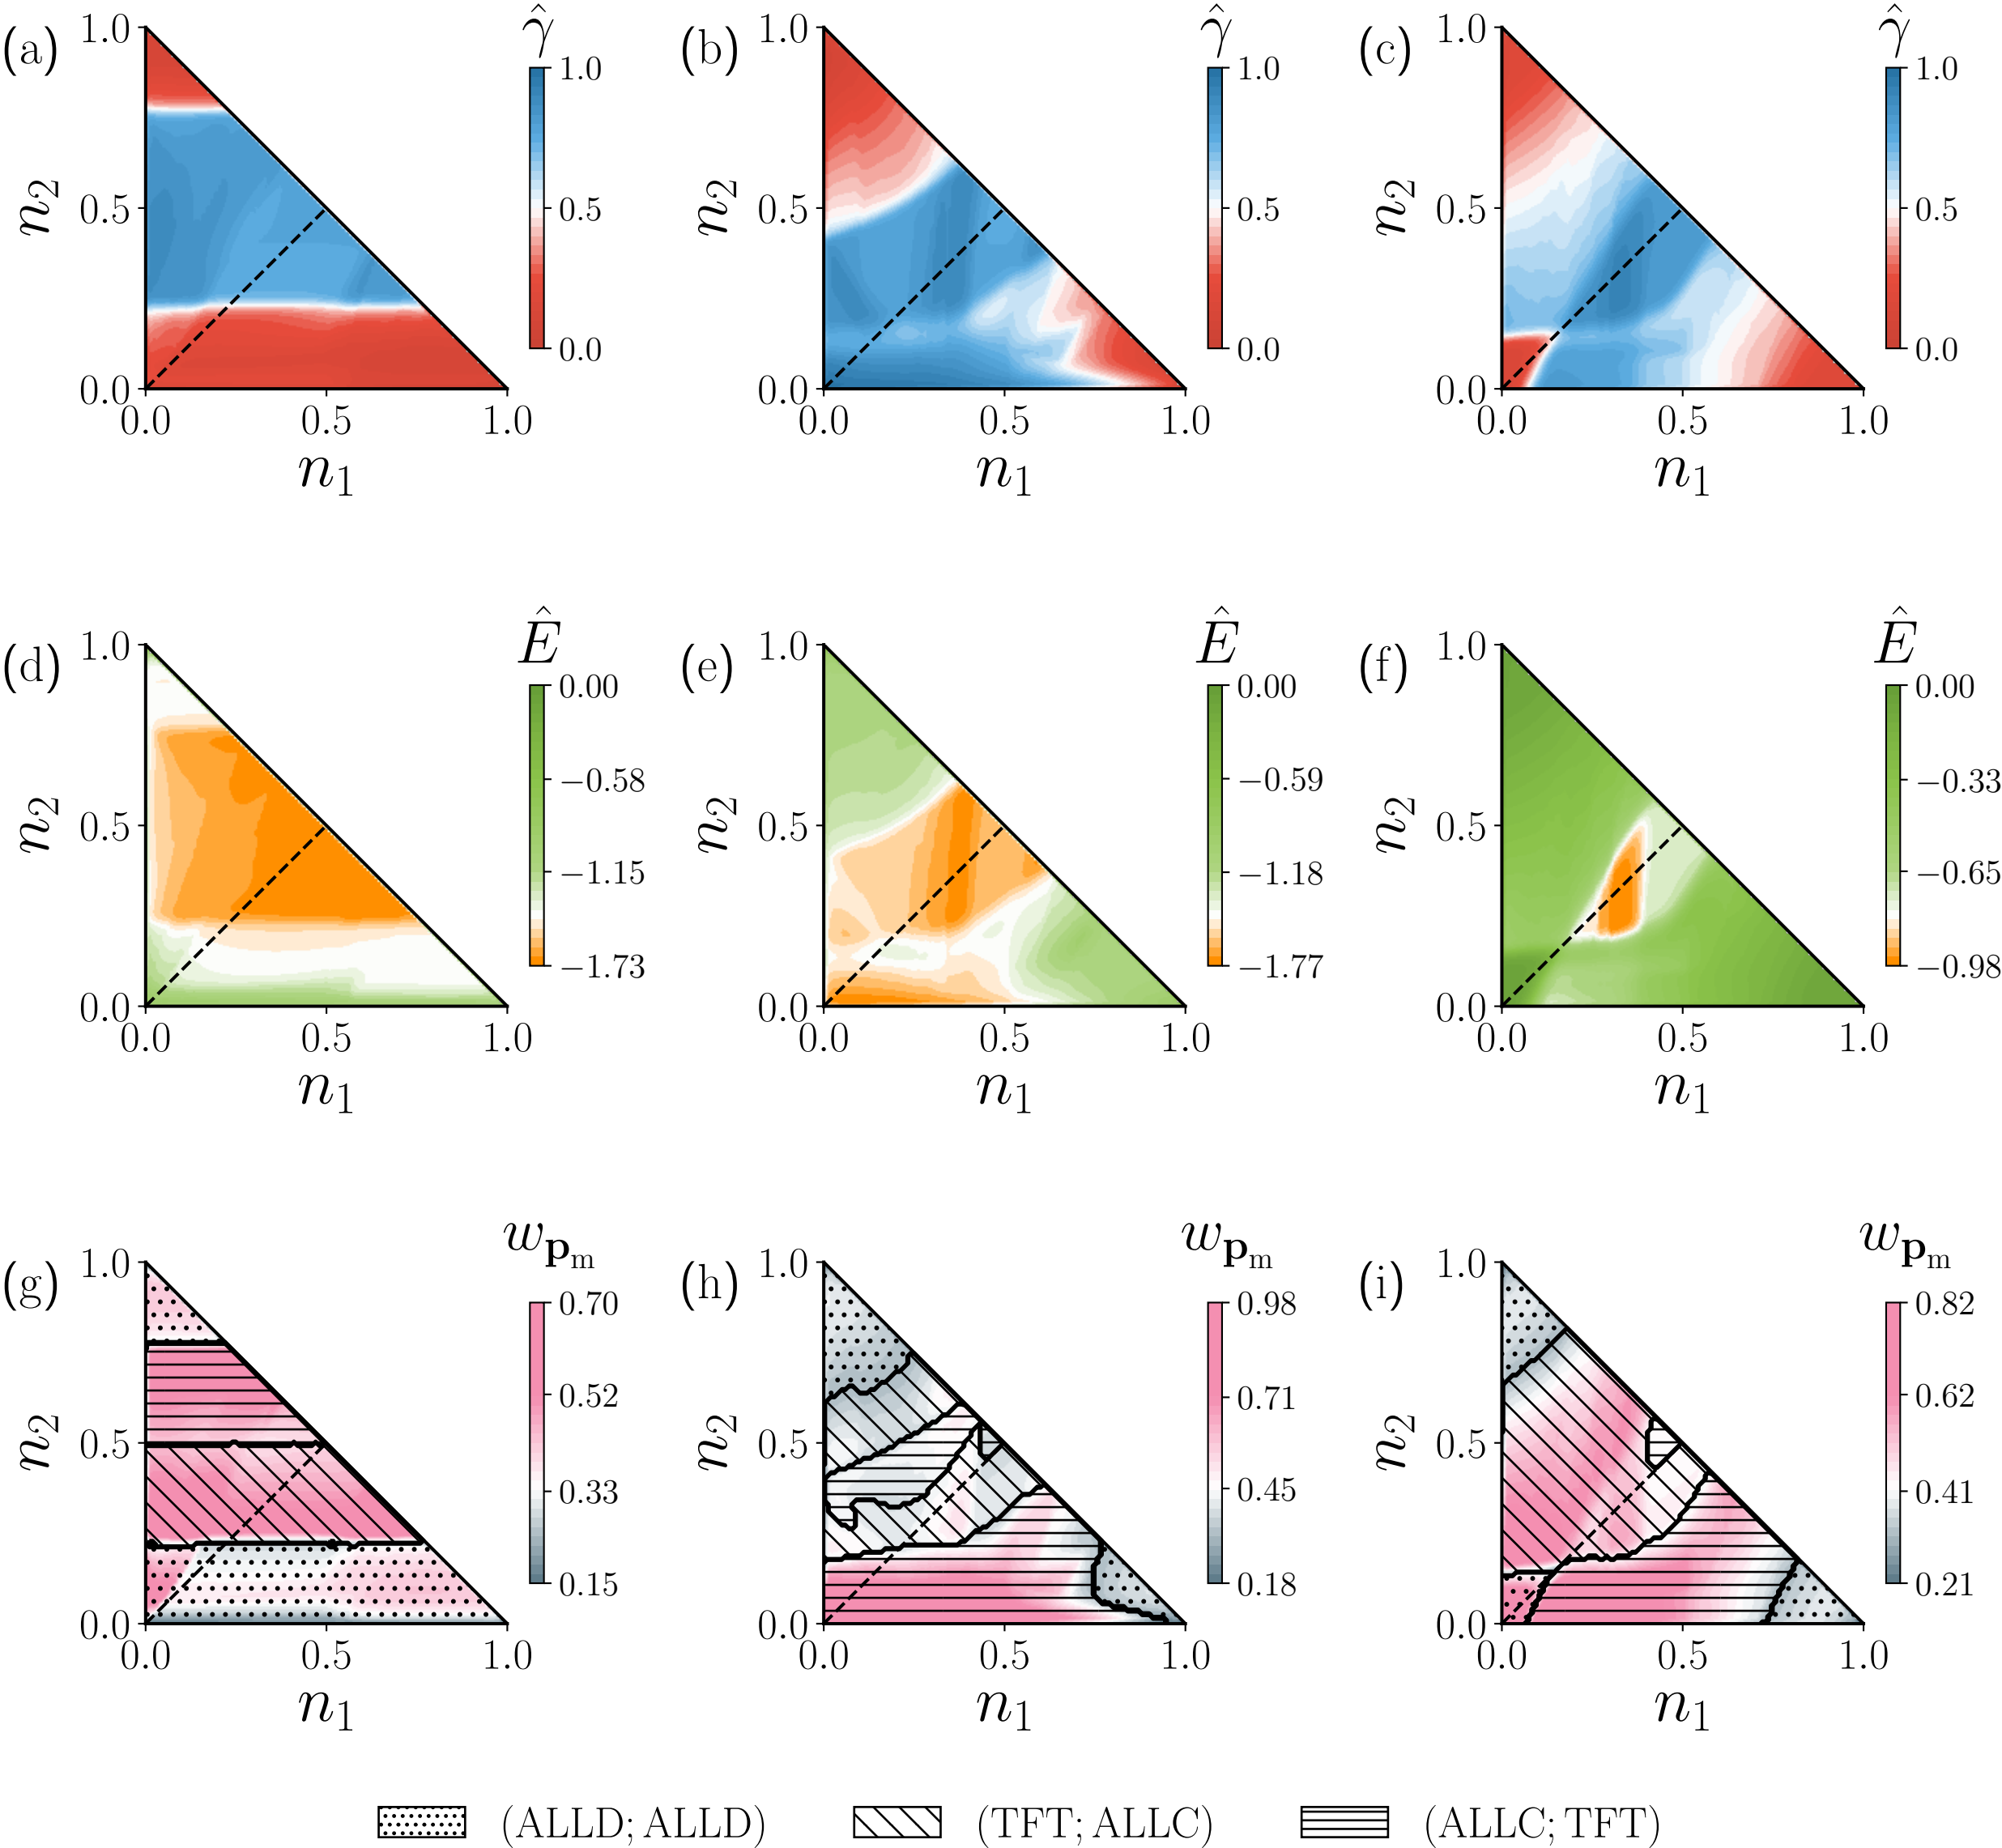 (a) 1.0 0.5 0.0 n₂ 0.0 0.5 1.0 n₁ γ̂ 1.0 0.5 0.0
(b) 1.0 0.5 0.0 n₂ 0.0 0.5 1.0 n₁ γ̂ 1.0 0.5 0.0
(c) 1.0 0.5 0.0 n₂ 0.0 0.5 1.0 n₁ γ̂ 1.0 0.5 0.0
(d) 1.0 0.5 0.0 n₂ 0.0 0.5 1.0 n₁ Ê 0.00 −0.58 −1.15 −1.73
(e) 1.0 0.5 0.0 n₂ 0.0 0.5 1.0 n₁ Ê 0.00 −0.59 −1.18 −1.77
(f) 1.0 0.5 0.0 n₂ 0.0 0.5 1.0 n₁ Ê 0.00 −0.33 −0.65 −0.98
(g) 1.0 0.5 0.0 n₂ 0.0 0.5 1.0 n₁ w_pm 0.70 0.52 0.33 0.15
(h) 1.0 0.5 0.0 n₂ 0.0 0.5 1.0 n₁ w_pm 0.98 0.71 0.45 0.18
(i) 1.0 0.5 0.0 n₂ 0.0 0.5 1.0 n₁ w_pm 0.82 0.62 0.41 0.21
(ALLD; ALLD) (TFT; ALLC) (ALLC; TFT)